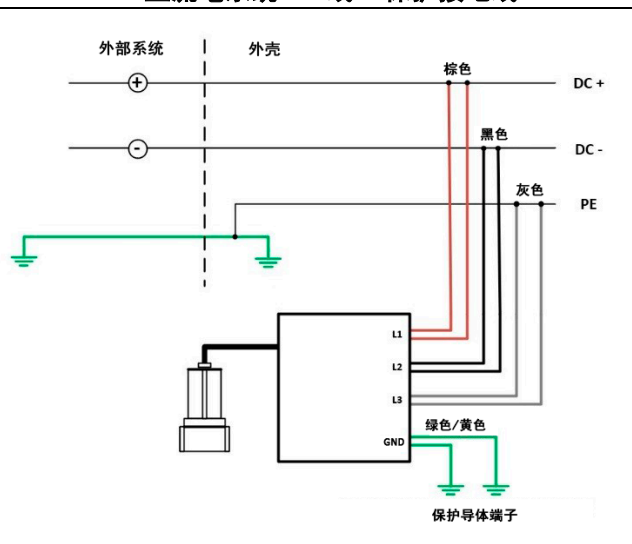 外部系统
外壳
棕色
DC +
黑色
DC -
灰色
PE
L1
L2
L3
绿色/黄色
GND
保护导体端子